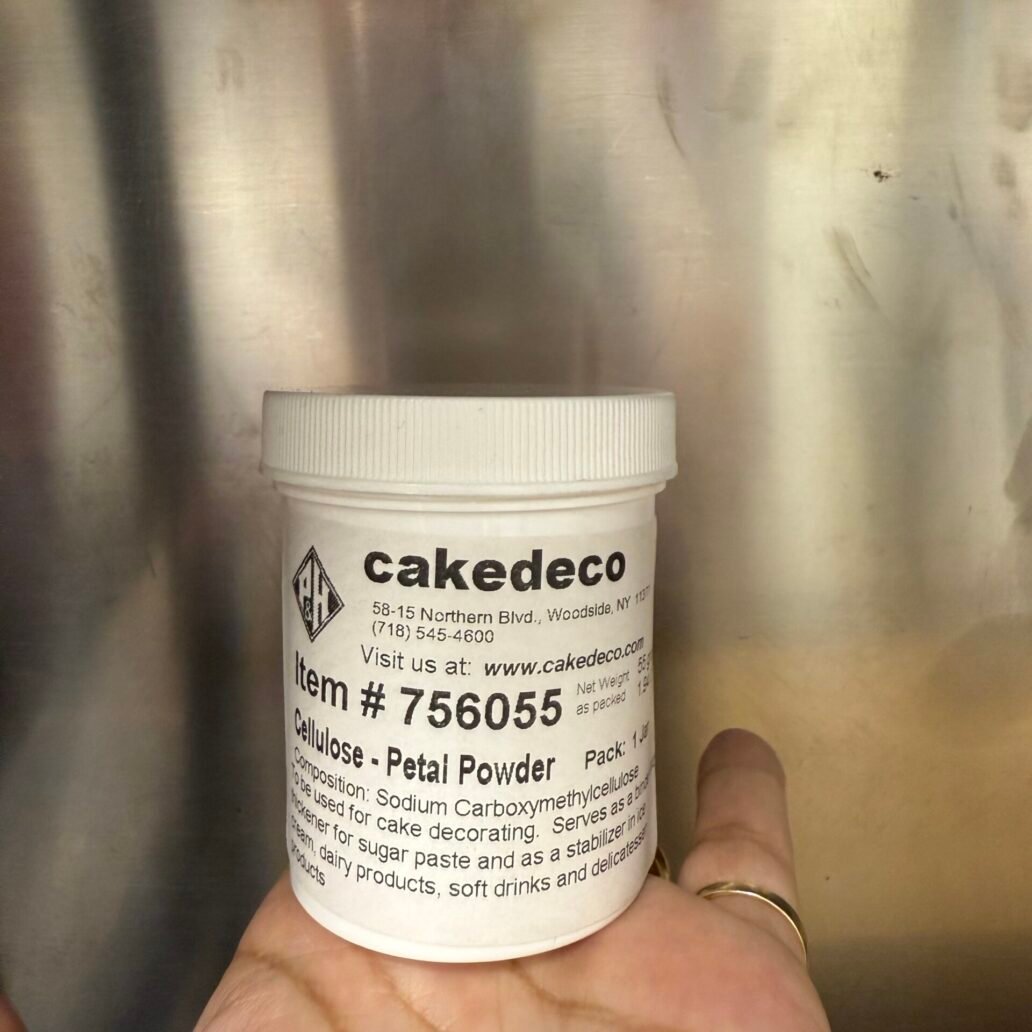 P&H
cakedeco
58-15 Northern Blvd., Woodside, NY
(718) 545-4600
Visit us at: www.cakedeco.com
Item # 756055
Net Weight
as packed
Cellulose - Petal Powder
Pack: 1
Composition: Sodium Carboxymethylcellulose
To be used for cake decorating. Serves as a
thickener for sugar paste and as a stabilizer in ice
cream, dairy products, soft drinks and
products